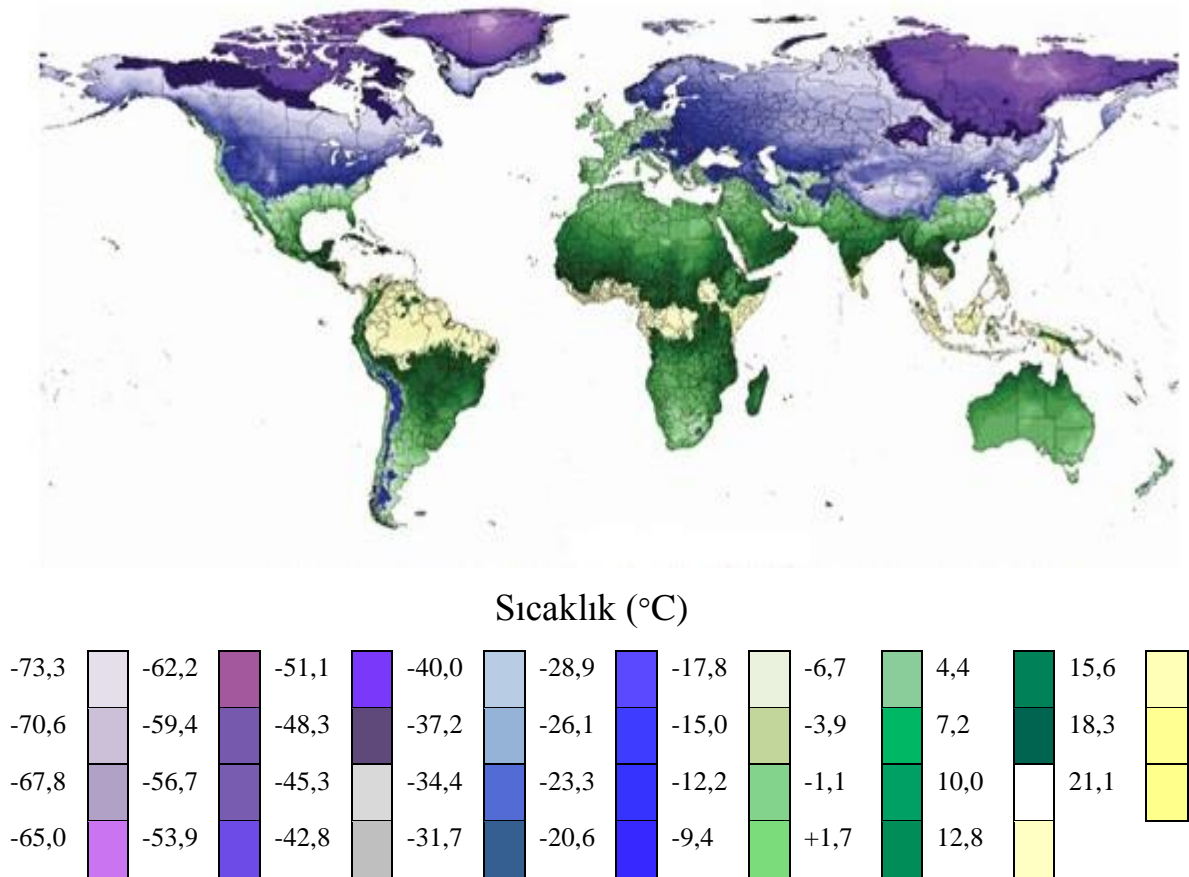 Sıcaklık (°C)
-73,3 -62,2 -51,1 -40,0 -28,9 -17,8 -6,7 4,4 15,6
-70,6 -59,4 -48,3 -37,2 -26,1 -15,0 -3,9 7,2 18,3
-67,8 -56,7 -45,3 -34,4 -23,3 -12,2 -1,1 10,0 21,1
-65,0 -53,9 -42,8 -31,7 -20,6 -9,4 +1,7 12,8